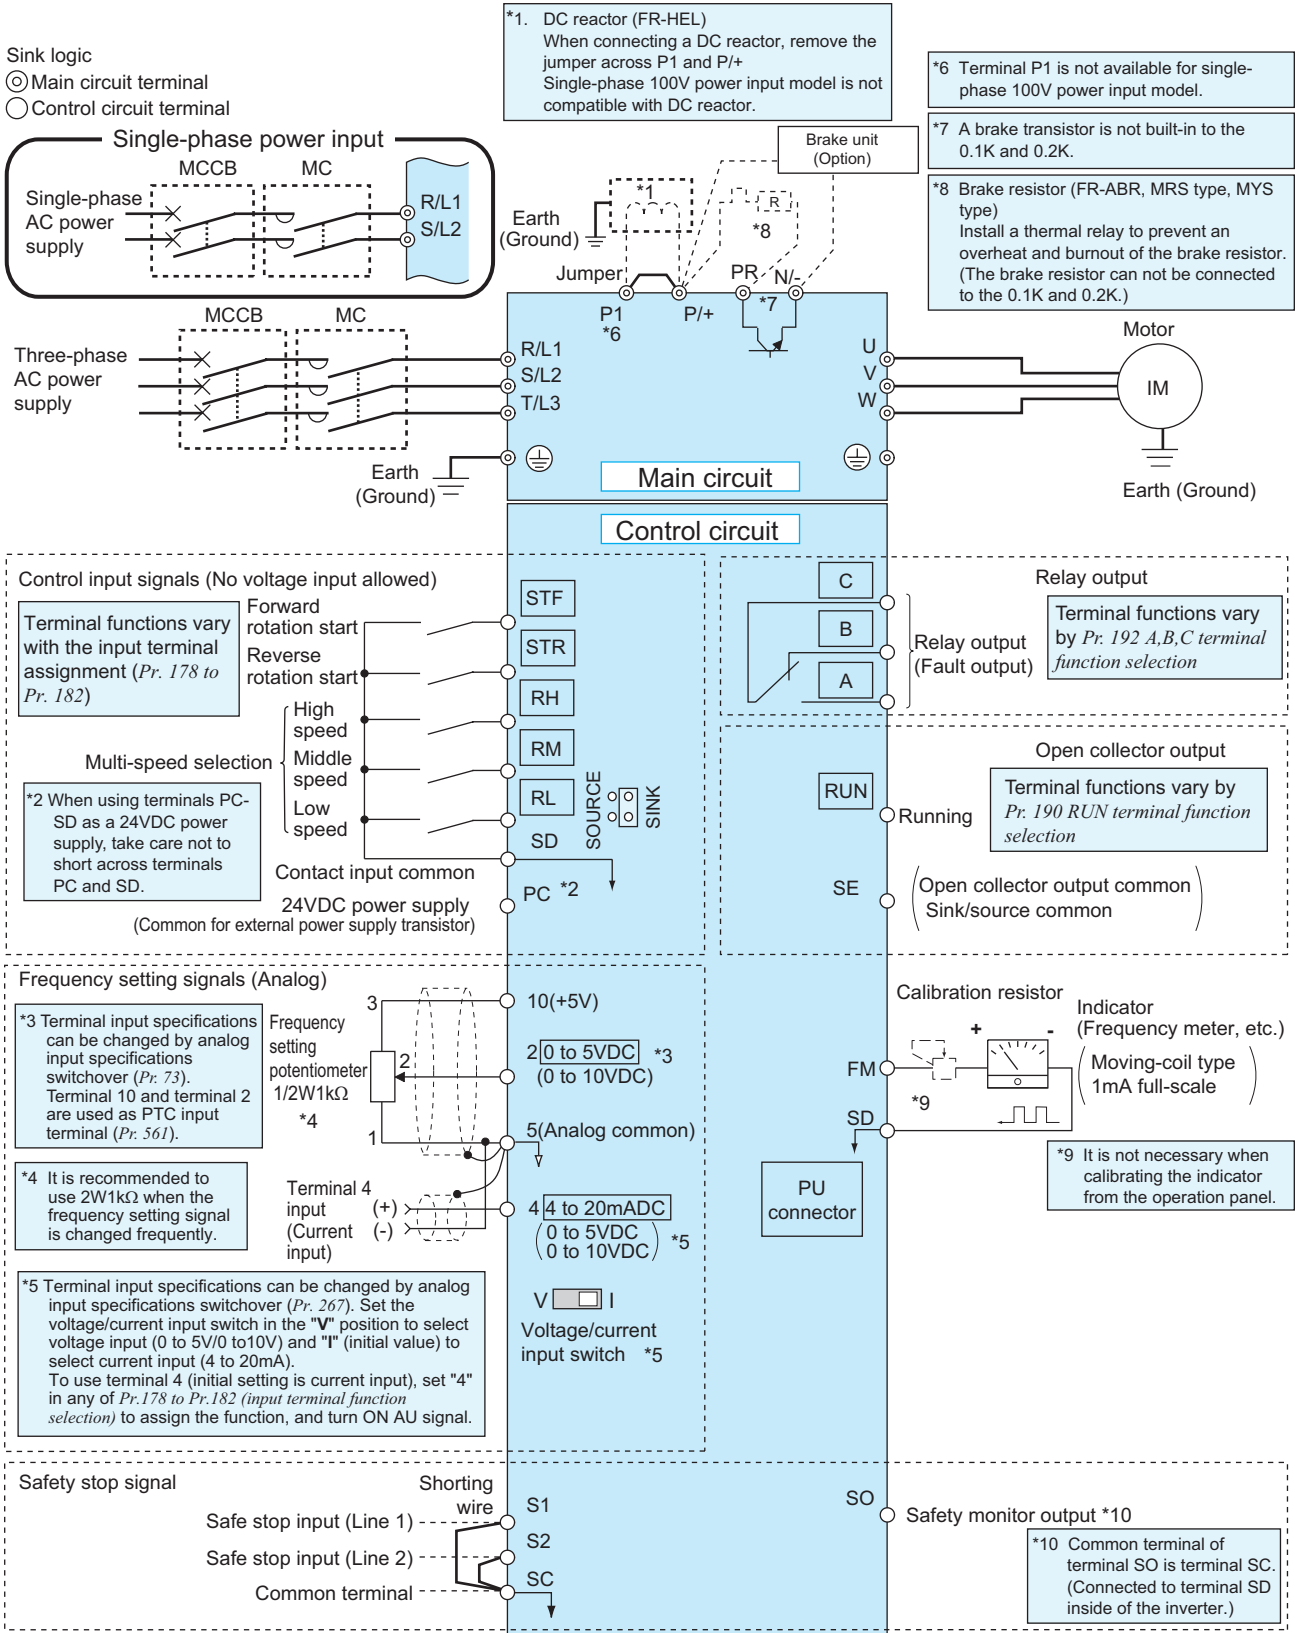 *1. DC reactor (FR-HEL)
When connecting a DC reactor, remove the
jumper across P1 and P/+
Single-phase 100V power input model is not
compatible with DC reactor.
Sink logic
Main circuit terminal
Control circuit terminal
*6 Terminal P1 is not available for single-
phase 100V power input model.
*7 A brake transistor is not built-in to the
0.1K and 0.2K.
*8 Brake resistor (FR-ABR, MRS type, MYS
type)
Install a thermal relay to prevent an
overheat and burnout of the brake resistor.
(The brake resistor can not be connected
to the 0.1K and 0.2K.)
Single-phase power input
MCCB
MC
Single-phase
AC power
supply
R/L1
S/L2
Brake unit
(Option)
*1
R
*8
Earth
(Ground)
Jumper
PR
N/-
*7
P1
*6
P/+
MCCB
MC
Three-phase
AC power
supply
R/L1
S/L2
T/L3
U
V
W
Motor
IM
Earth
(Ground)
Main circuit
Earth (Ground)
Control circuit
Control input signals (No voltage input allowed)
Terminal functions vary
with the input terminal
assignment (Pr. 178 to
Pr. 182)
Forward
rotation start
Reverse
rotation start
High
speed
Multi-speed selection
Middle
speed
Low
speed
*2 When using terminals PC-
SD as a 24VDC power
supply, take care not to
short across terminals
PC and SD.
Contact input common
24VDC power supply
(Common for external power supply transistor)
STF
STR
RH
RM
RL
SD
PC *2
SOURCE
SINK
C
B
A
Relay output
Relay output
(Fault output)
Terminal functions vary
by Pr. 192 A,B,C terminal
function selection
Open collector output
RUN
Running
Terminal functions vary by
Pr. 190 RUN terminal function
selection
SE
Open collector output common
Sink/source common
Frequency setting signals (Analog)
*3 Terminal input specifications
can be changed by analog
input specifications
switchover (Pr. 73).
Terminal 10 and terminal 2
are used as PTC input
terminal (Pr. 561).
Frequency
setting
potentiometer
1/2W1kΩ
*4
3
2
1
10(+5V)
2 0 to 5VDC *3
(0 to 10VDC)
5(Analog common)
*4 It is recommended to
use 2W1kΩ when the
frequency setting signal
is changed frequently.
Terminal 4
input
(Current
input)
(+)
(-)
4 4 to 20mADC
0 to 5VDC
0 to 10VDC
*5
*5 Terminal input specifications can be changed by analog
input specifications switchover (Pr. 267). Set the
voltage/current input switch in the "V" position to select
voltage input (0 to 5V/0 to10V) and "I" (initial value) to
select current input (4 to 20mA).
To use terminal 4 (initial setting is current input), set "4"
in any of Pr.178 to Pr.182 (input terminal function
selection) to assign the function, and turn ON AU signal.
V
I
Voltage/current
input switch *5
Calibration resistor
+
-
Indicator
(Frequency meter, etc.)
Moving-coil type
1mA full-scale
FM
*9
SD
PU
connector
*9 It is not necessary when
calibrating the indicator
from the operation panel.
Safety stop signal
Shorting
wire
Safe stop input (Line 1)
Safe stop input (Line 2)
Common terminal
S1
S2
SC
SO
Safety monitor output *10
*10 Common terminal of
terminal SO is terminal SC.
(Connected to terminal SD
inside of the inverter.)